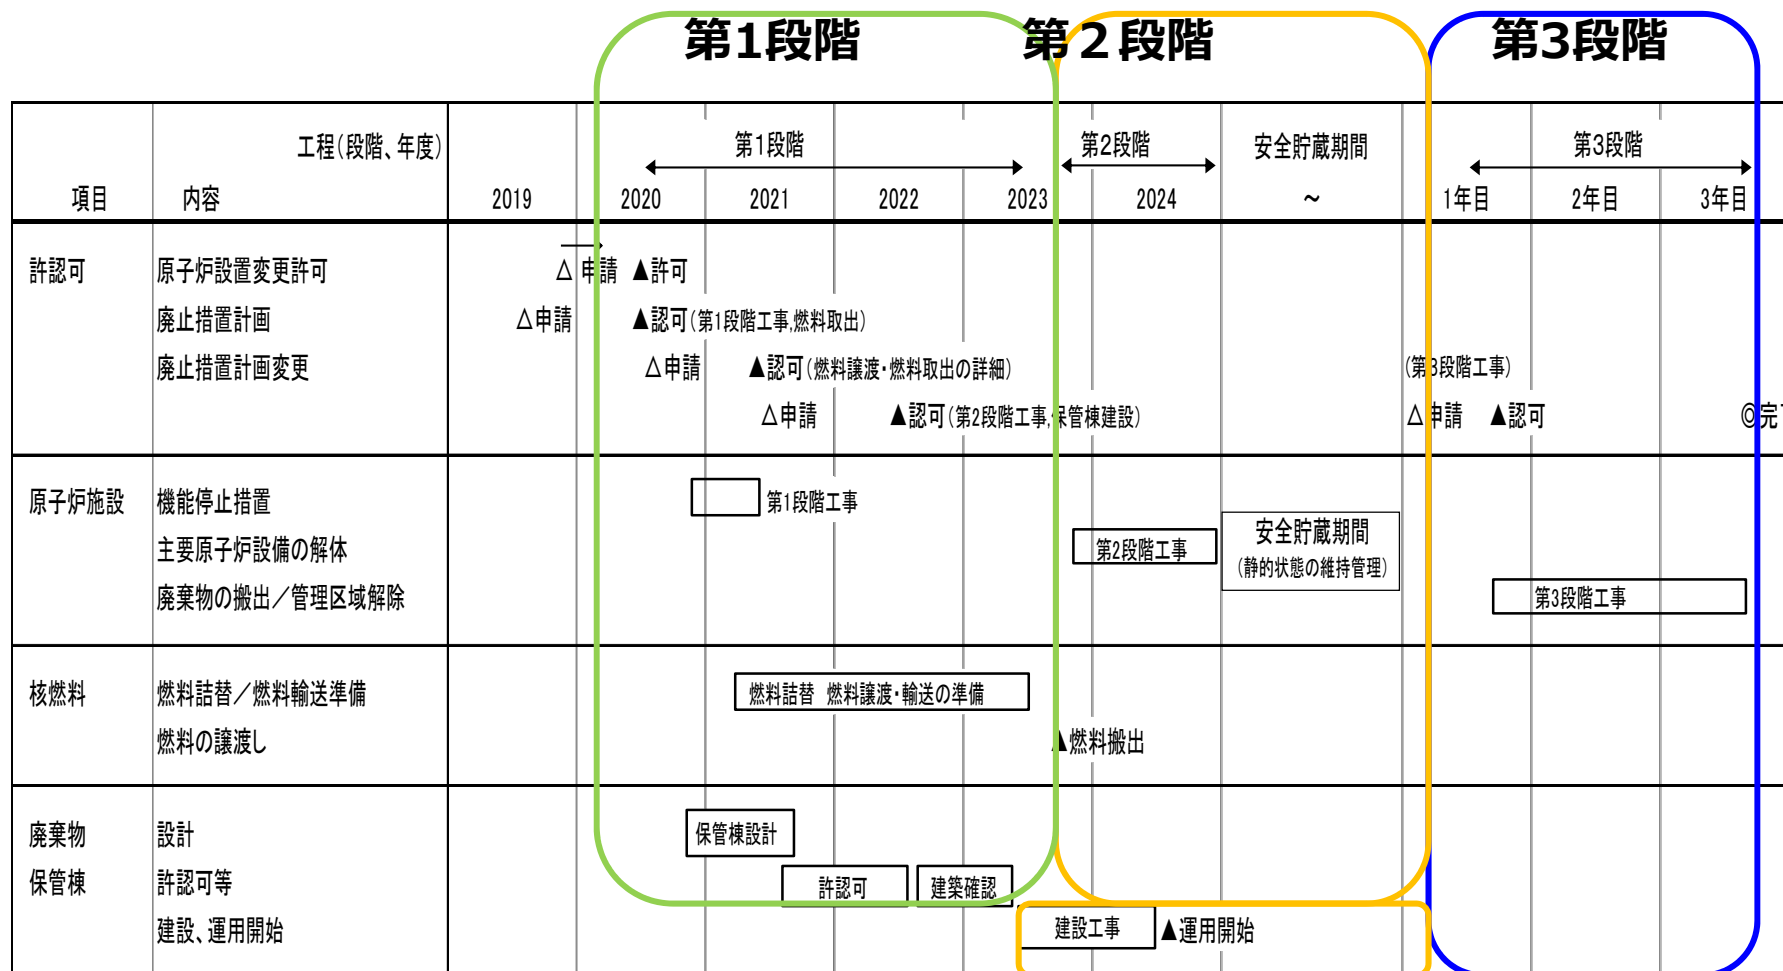 第1段階 第２段階 第3段階
工程(段階、年度) 第1段階 第2段階 安全貯蔵期間 第3段階
項目 内容 2019 2020 2021 2022 2023 2024 ~ 1年目 2年目 3年目
許認可 原子炉設置変更許可 △ 申請 ▲許可
廃止措置計画 △申請 ▲認可(第1段階工事,燃料取出)
廃止措置計画変更 △申請 ▲認可(燃料譲渡・燃料取出の詳細) (第3段階工事)
△申請 ▲認可(第2段階工事,保管棟建設) △申請 ▲認可 ◎完了
原子炉施設 機能停止措置 第1段階工事
主要原子炉設備の解体 第2段階工事 安全貯蔵期間
(静的状態の維持管理)
廃棄物の搬出／管理区域解除 第3段階工事
核燃料 燃料詰替／燃料輸送準備 燃料詰替 燃料譲渡・輸送の準備
燃料の譲渡し ▲燃料搬出
廃棄物 設計 保管棟設計
保管棟 許認可等 許認可 建築確認
建設、運用開始 建設工事 ▲運用開始